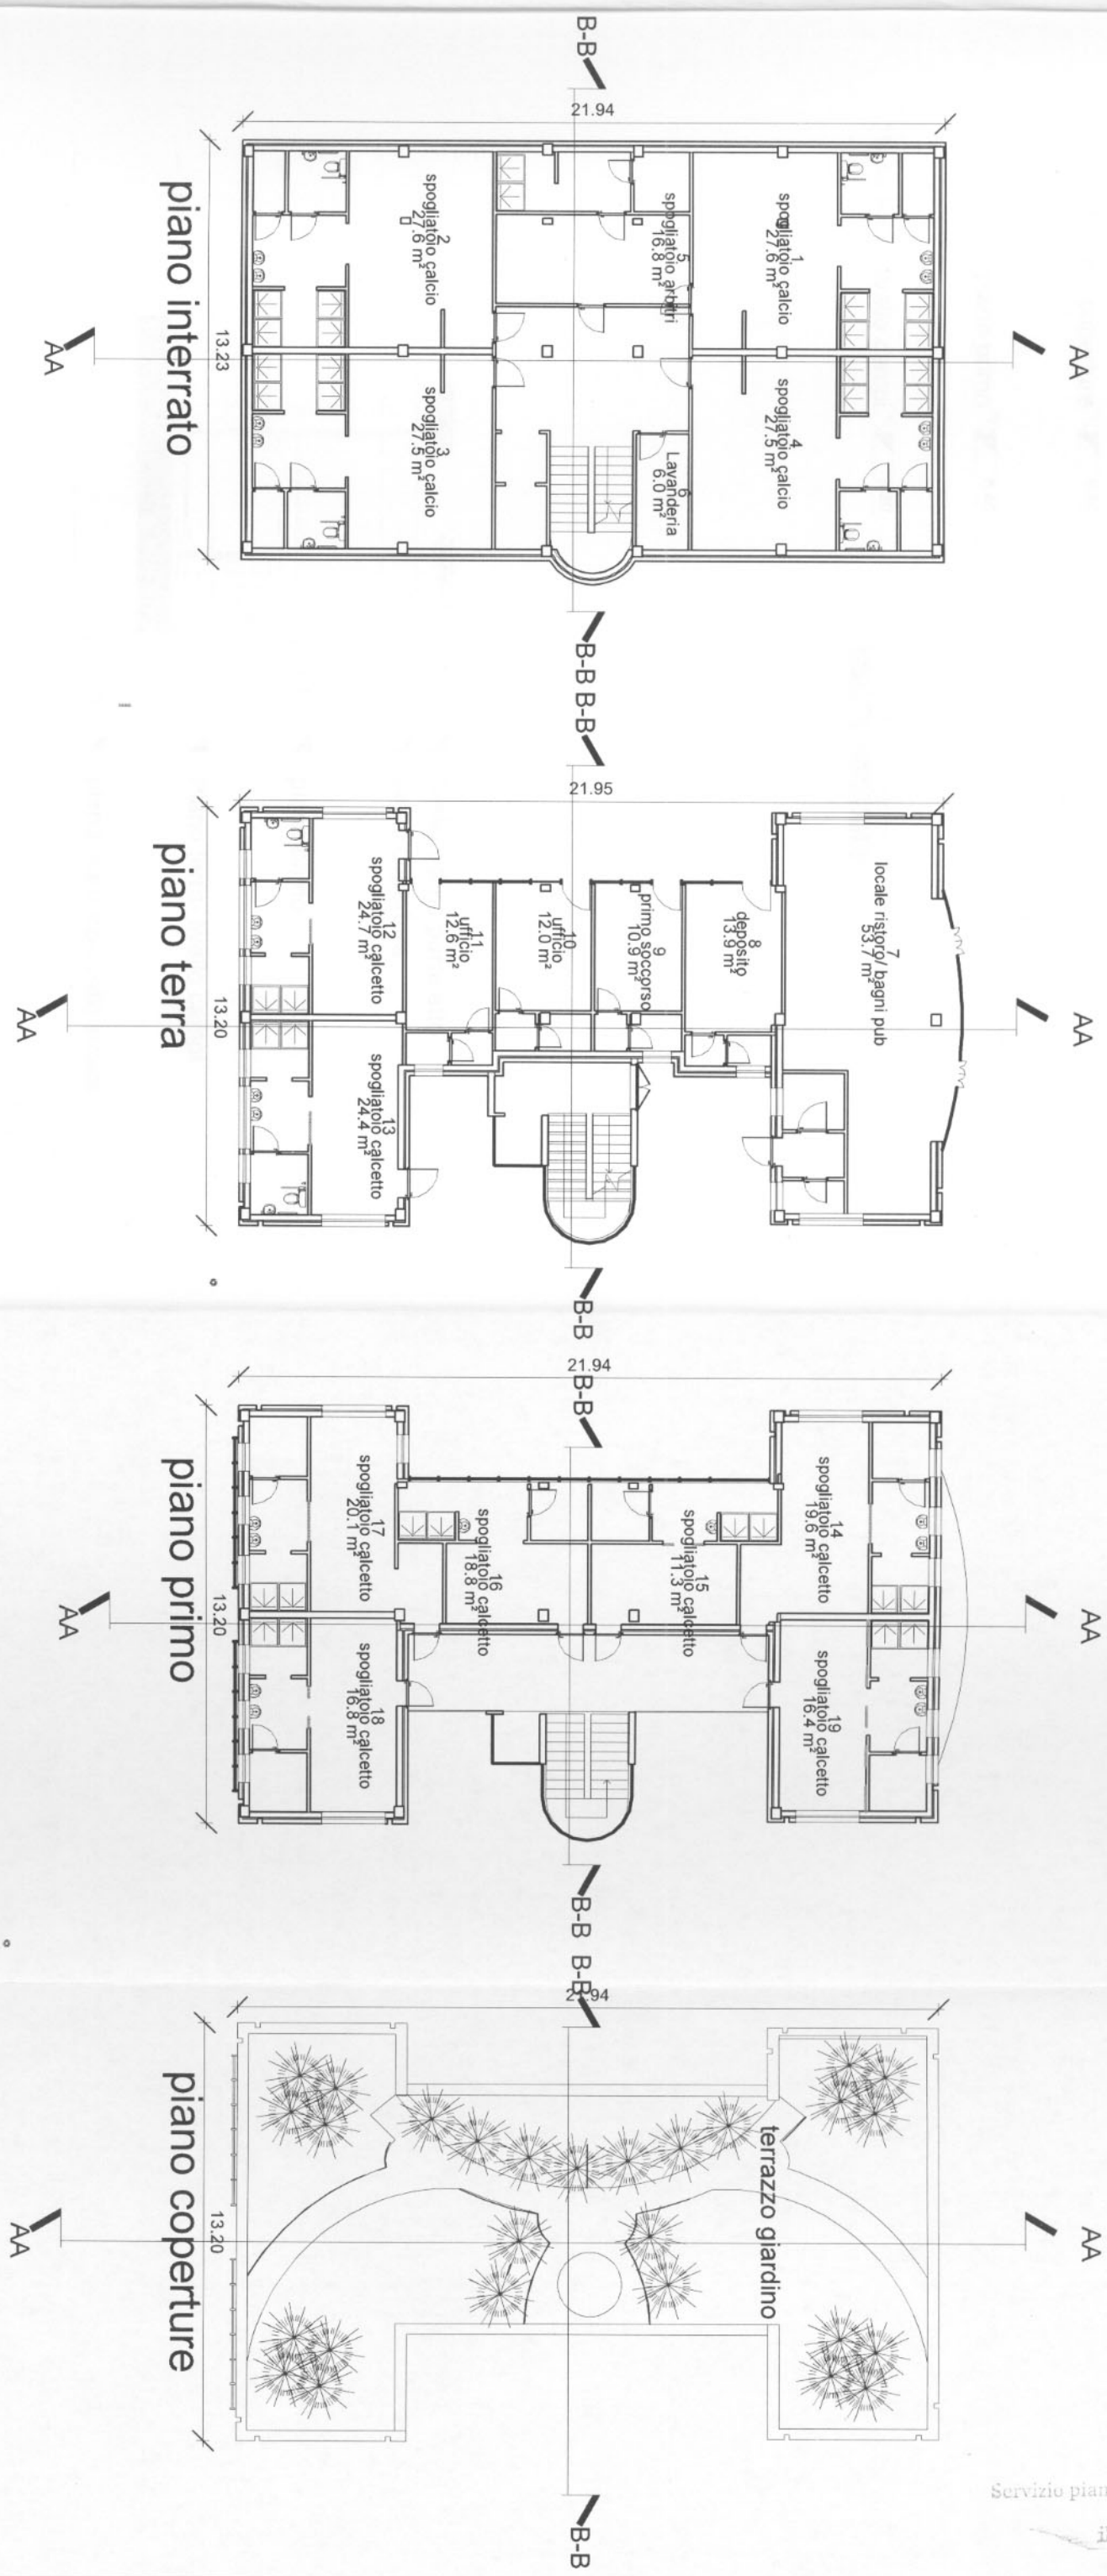 B-B
21.94
1
spogliatoio calcio
27.6 m²
2
spogliatoio calcio
27.6 m²
5
spogliatoio arbitri
16.8 m²
3
spogliatoio calcio
27.5 m²
4
spogliatoio calcio
27.5 m²
6
Lavanderia
6.0 m²
13.23
piano interrato
AA
AA
B-B
B-B
21.95
7
locale ristoro/ bagni pub
53.7 m²
8
deposito
13.9 m²
9
primo soccorso
10.9 m²
10
ufficio
12.0 m²
11
ufficio
12.6 m²
12
spogliatoio calcetto
24.7 m²
13
spogliatoio calcetto
24.4 m²
13.20
piano terra
AA
AA
B-B
21.94
B-B
14
spogliatoio calcetto
19.6 m²
15
spogliatoio calcetto
11.3 m²
16
spogliatoio calcetto
18.8 m²
17
spogliatoio calcetto
20.1 m²
18
spogliatoio calcetto
16.8 m²
19
spogliatoio calcetto
16.4 m²
13.20
piano primo
AA
AA
B-B
B-B
21.94
terrazzo giardino
13.20
piano coperture
AA
AA
B-B
Servizio pian
il